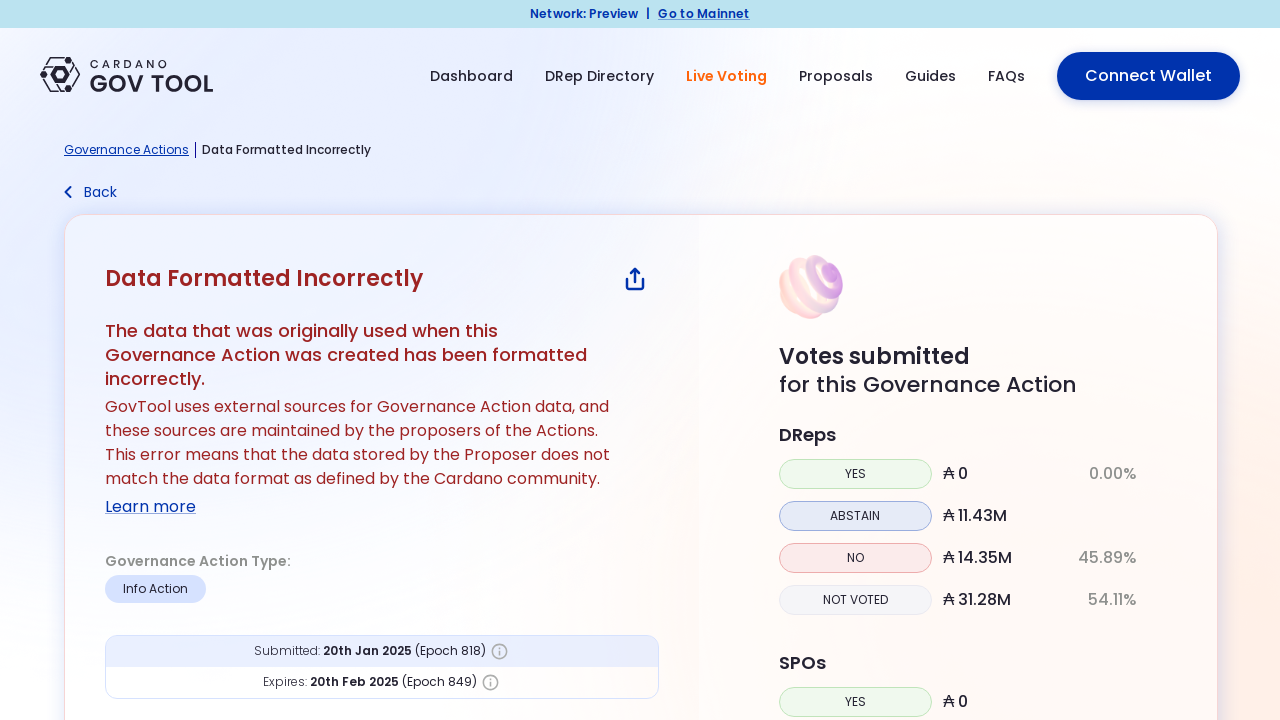 Network: Preview | Go to Mainnet
CARDANO
GOV TOOL
Dashboard DRep Directory Live Voting Proposals Guides FAQs Connect Wallet
Governance Actions | Data Formatted Incorrectly
Back
Data Formatted Incorrectly
The data that was originally used when this
Governance Action was created has been formatted
incorrectly.
GovTool uses external sources for Governance Action data, and
these sources are maintained by the proposers of the Actions.
This error means that the data stored by the Proposer does not
match the data format as defined by the Cardano community.
Learn more
Governance Action Type:
Info Action
Submitted: 20th Jan 2025 (Epoch 818)
Expires: 20th Feb 2025 (Epoch 849)
Votes submitted
for this Governance Action
DReps
YES ₳ 0 0.00%
ABSTAIN ₳ 11.43M
NO ₳ 14.35M 45.89%
NOT VOTED ₳ 31.28M 54.11%
SPOs
YES ₳ 0